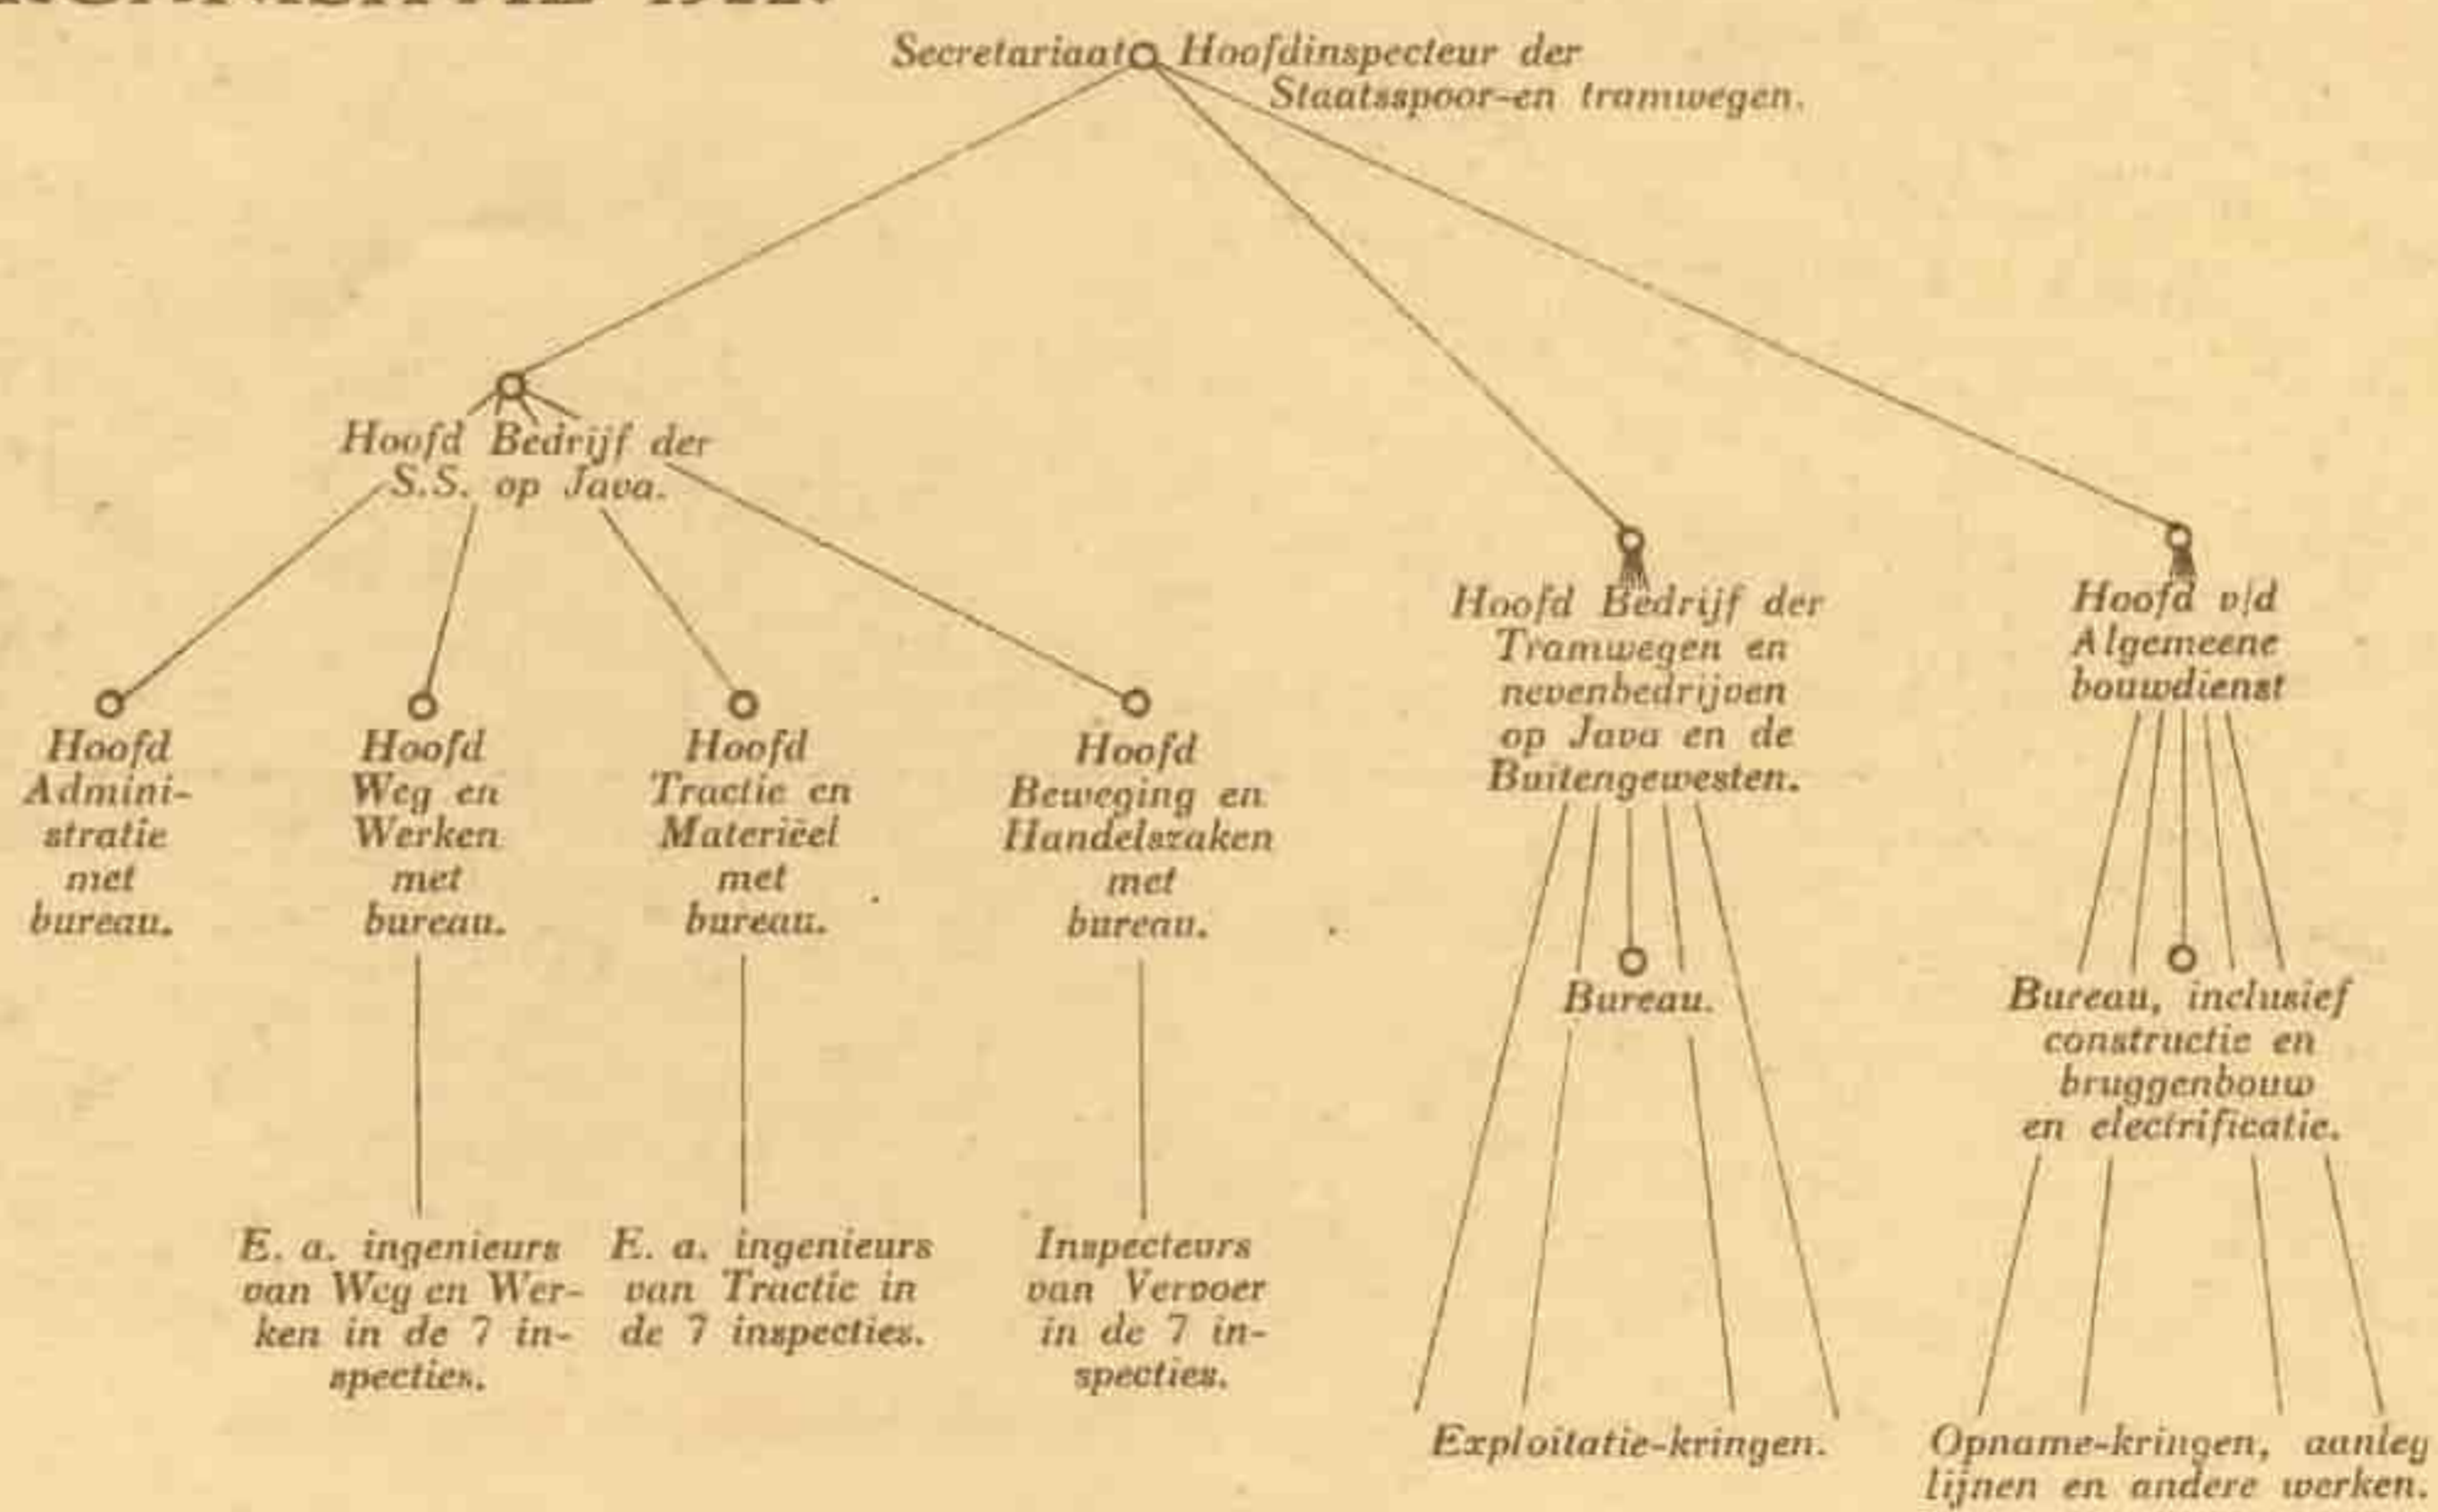 Secretariaat Hoofdinspecteur der
Staatsspoor-en tramwegen.
Hoofd Bedrijf der
S.S. op Java.
Hoofd
Admini-
stratie
met
bureau.
Hoofd
Weg en
Werken
met
bureau.
Hoofd
Tractie en
Materiëel
met
bureau.
Hoofd
Beweging en
Handelszaken
met
bureau.
Hoofd Bedrijf der
Tramwegen en
nevenbedrijven
op Java en de
Buitengewesten.
Hoofd v/d
Algemeene
bouwdienst
Bureau.
Bureau, inclusief
constructie en
bruggenbouw
en electrificatie.
E. a. ingenieurs
van Weg en Wer-
ken in de 7 in-
specties.
E. a. ingenieurs
van Tractie in
de 7 inspecties.
Inspecteurs
van Vervoer
in de 7 in-
specties.
Exploitatie-kringen.
Opname-kringen, aanleg
lijnen en andere werken.